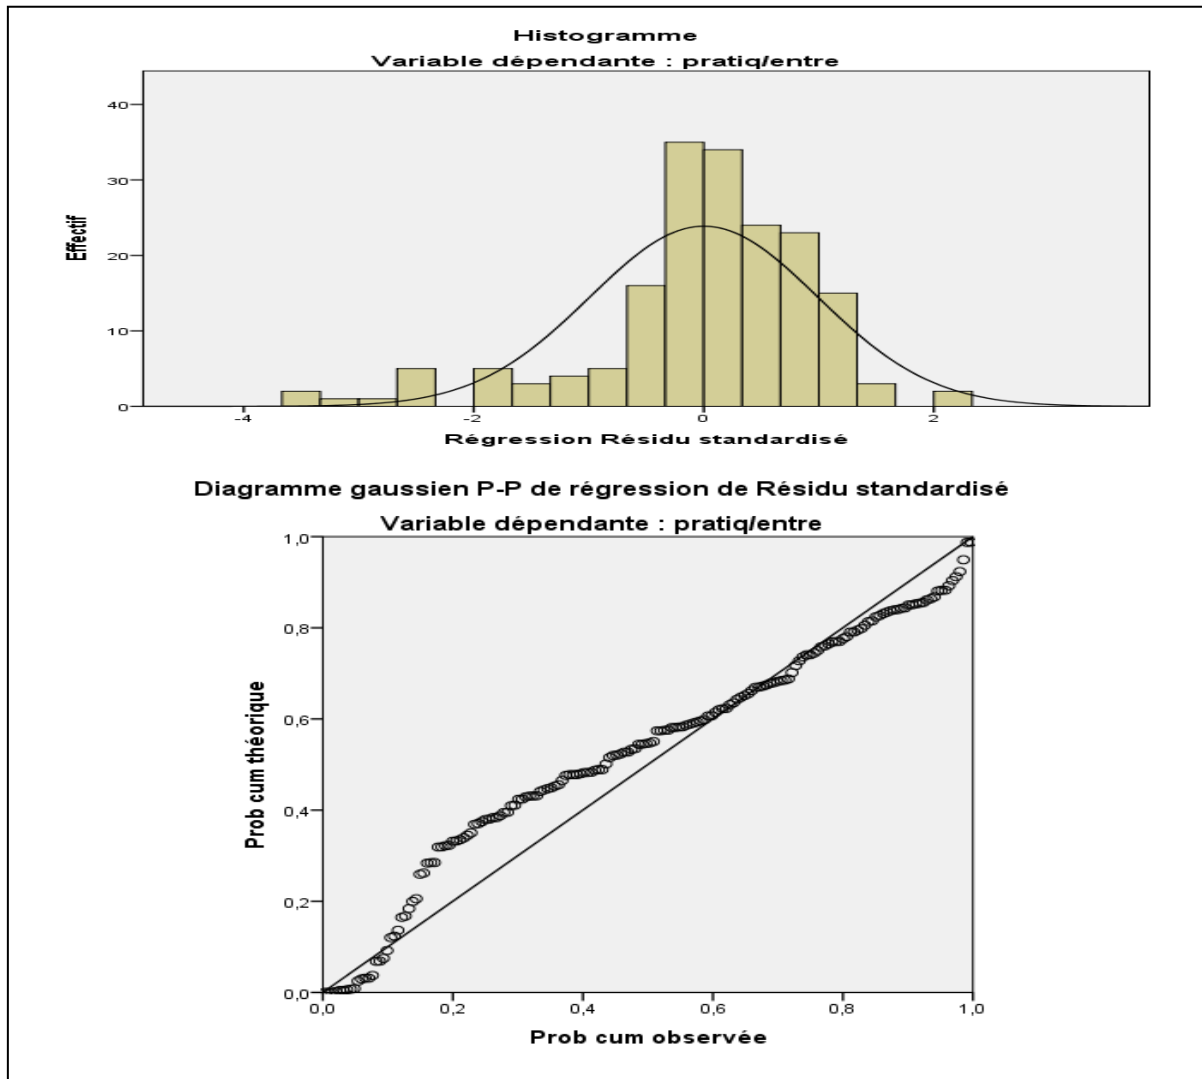 Histogramme
Variable dépendante : pratiq/entre
40
30
20
10
0
Effectif
-4 -2 0 2
Régression Résidu standardisé
Diagramme gaussien P-P de régression de Résidu standardisé
Variable dépendante : pratiq/entre
1,0
0,8
0,6
0,4
0,2
0,0
Prob cum théorique
0,0 0,2 0,4 0,6 0,8 1,0
Prob cum observée